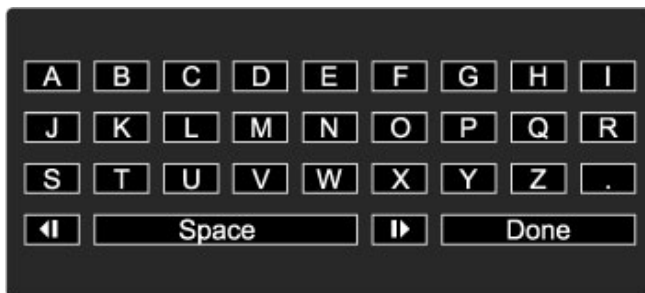 A B C D E F G H I
J K L M N O P Q R
S T U V W X Y Z .
Space Done